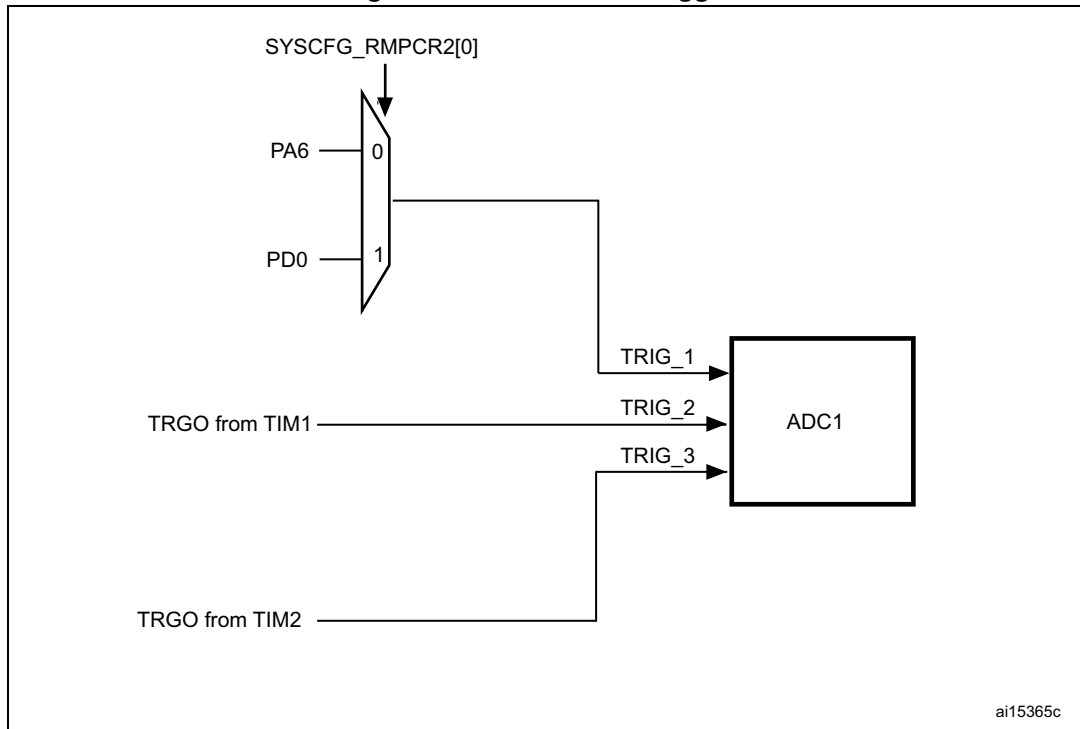 SYSCFG_RMPCR2[0]
PA6
0
PD0
1
TRIG_1
TRGO from TIM1
TRIG_2
ADC1
TRIG_3
TRGO from TIM2
ai15365c